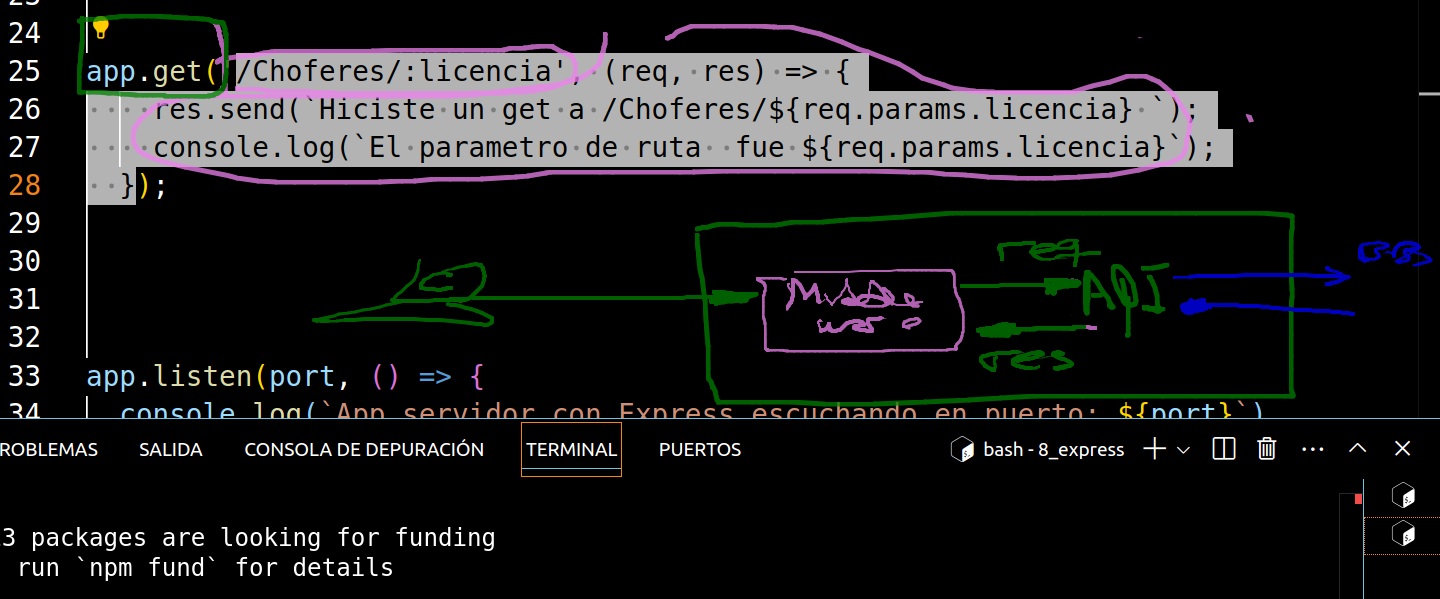 24
25 app.get('/Choferes/:licencia', (req, res) => {
26 res.send(`Hiciste un get a /Choferes/${req.params.licencia} `);
27 console.log(`El parametro de ruta  fue ${req.params.licencia}`);
28 });
29
30
31
32
req
API
res
33 app.listen(port, () => {
34 console.log(`App servidor con Express escuchando en puerto: ${port}`)
ROBLEMAS SALIDA CONSOLA DE DEPURACIÓN TERMINAL PUERTOS bash - 8_express
3 packages are looking for funding
run `npm fund` for details